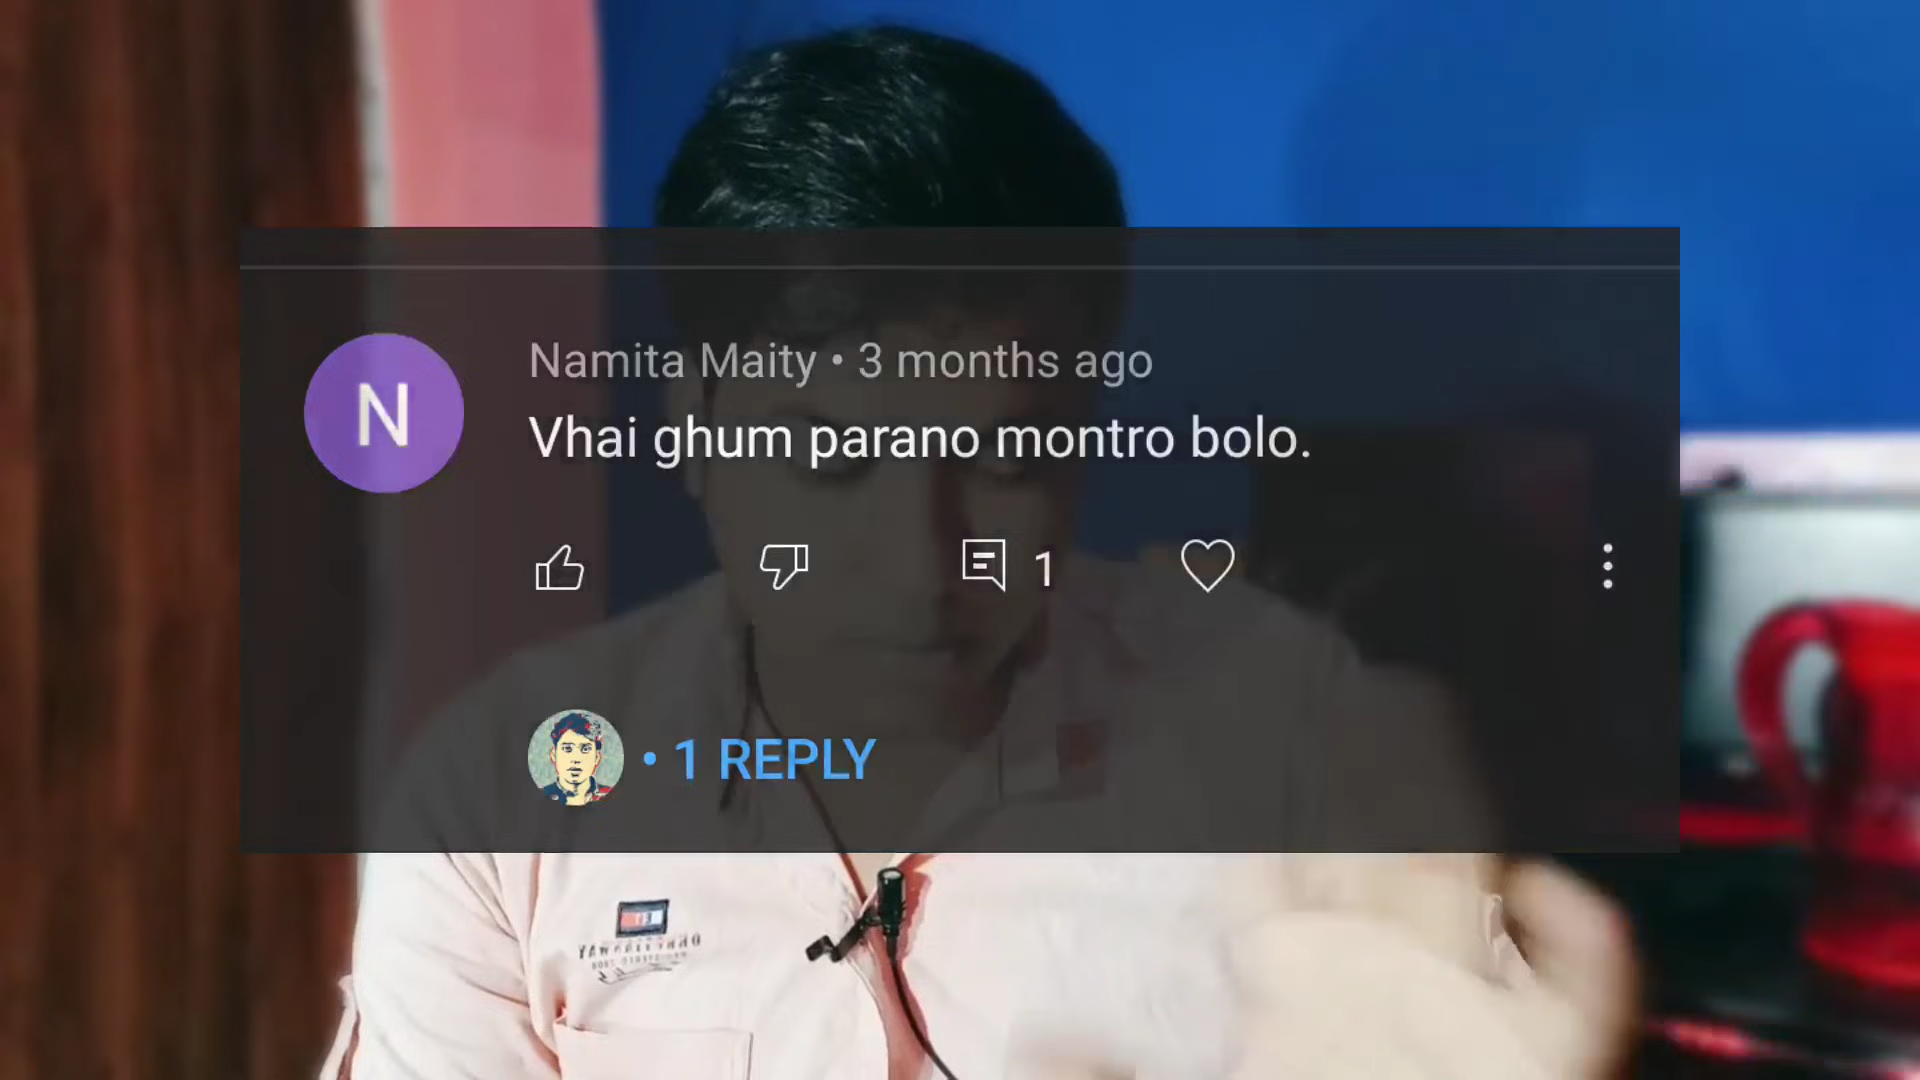 N
Namita Maity • 3 months ago
Vhai ghum parano montro bolo.
1
• 1 REPLY